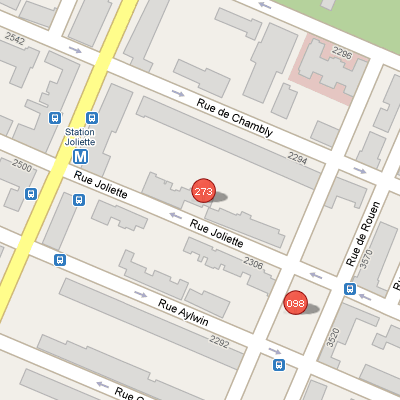 2542
2296
Rue de Chambly
Station
Joliette
M
2294
2500
Rue Joliette
273
Rue de Rouen
Rue Joliette
3570
2306
098
Rue Aylwin
3520
2292
Rue